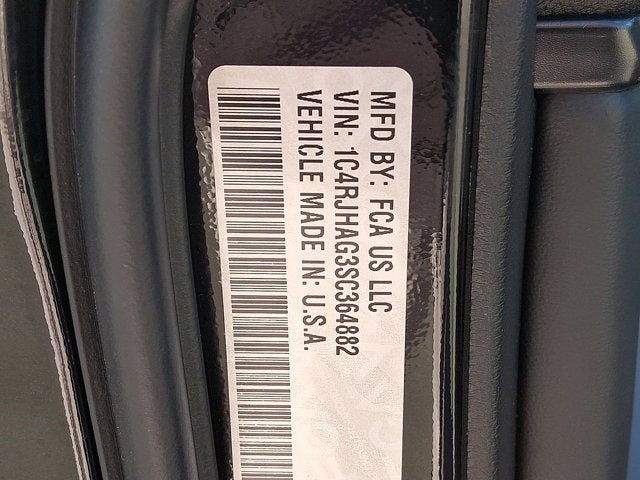 MFD BY: FCA US LLC
VIN: 1C4RJHAG3SC364882
VEHICLE MADE IN: U.S.A.